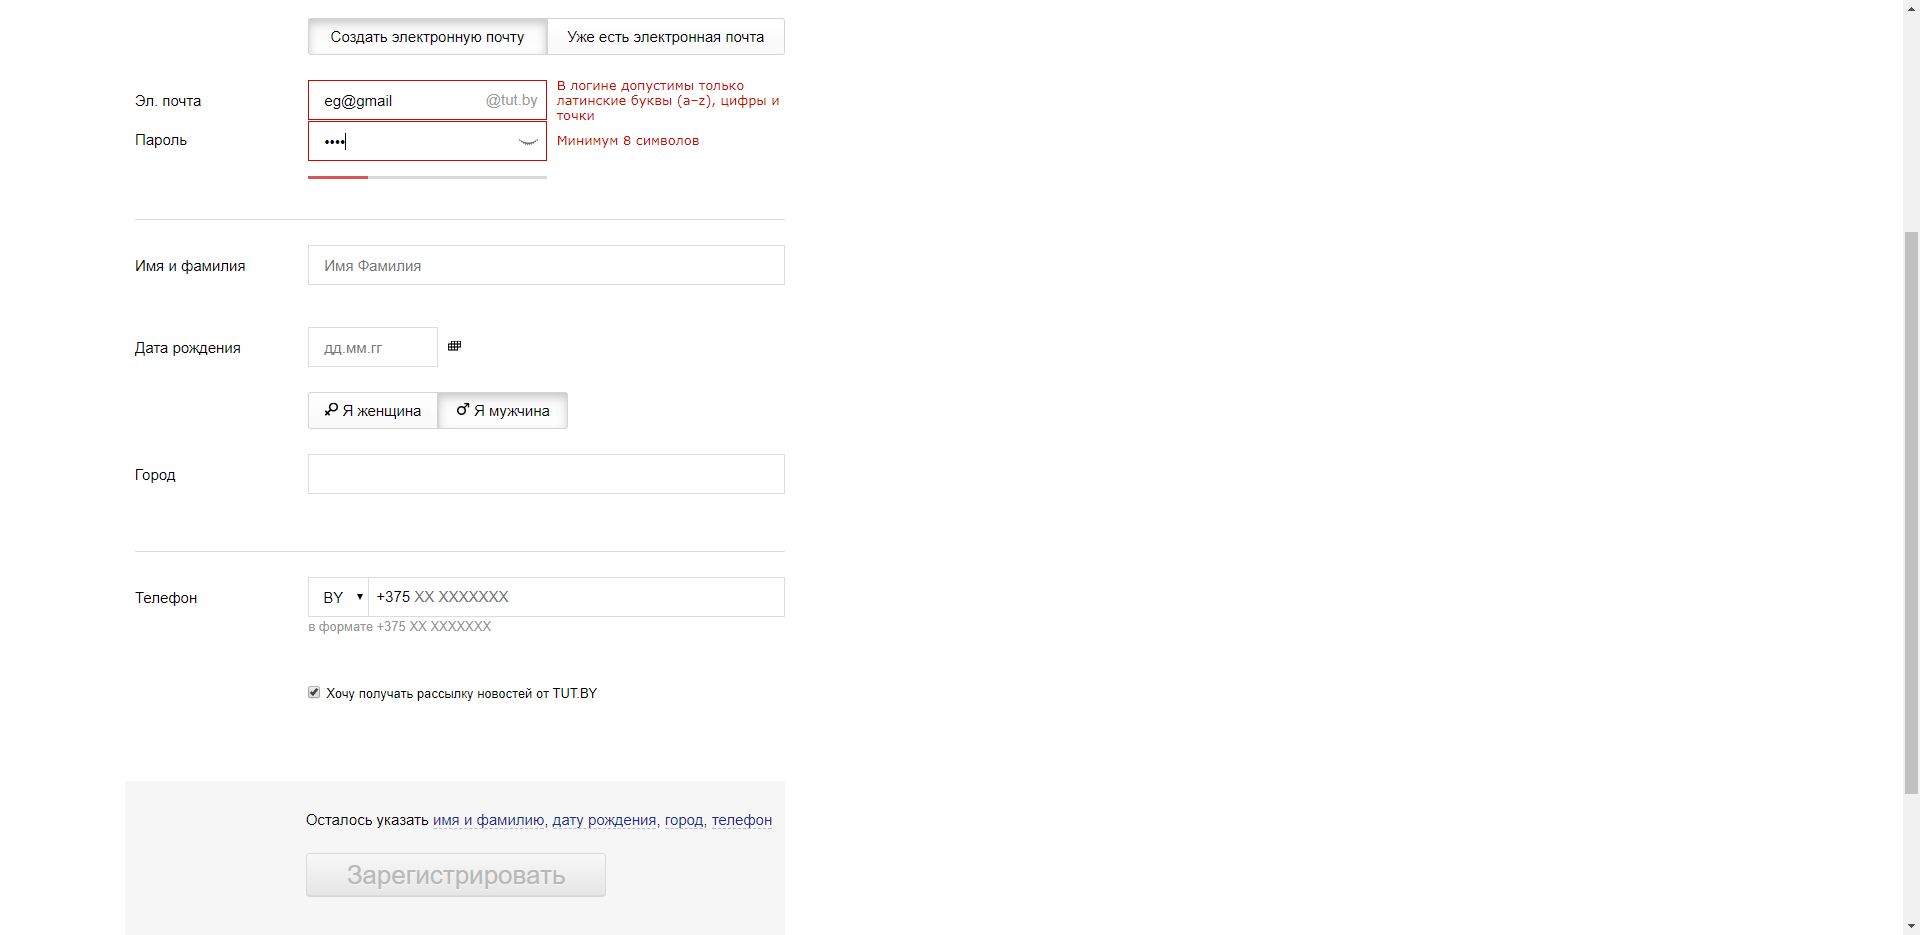 Создать электронную почту Уже есть электронная почта
Эл. почта eg@gmail @tut.by
В логине допустимы только
латинские буквы (a–z), цифры и
точки
Пароль •••• Минимум 8 символов
Имя и фамилия Имя Фамилия
Дата рождения дд.мм.гг
Я женщина Я мужчина
Город
Телефон BY +375 XX XXXXXXX
в формате +375 XX XXXXXXX
Хочу получать рассылку новостей от TUT.BY
Осталось указать имя и фамилию, дату рождения, город, телефон
Зарегистрировать